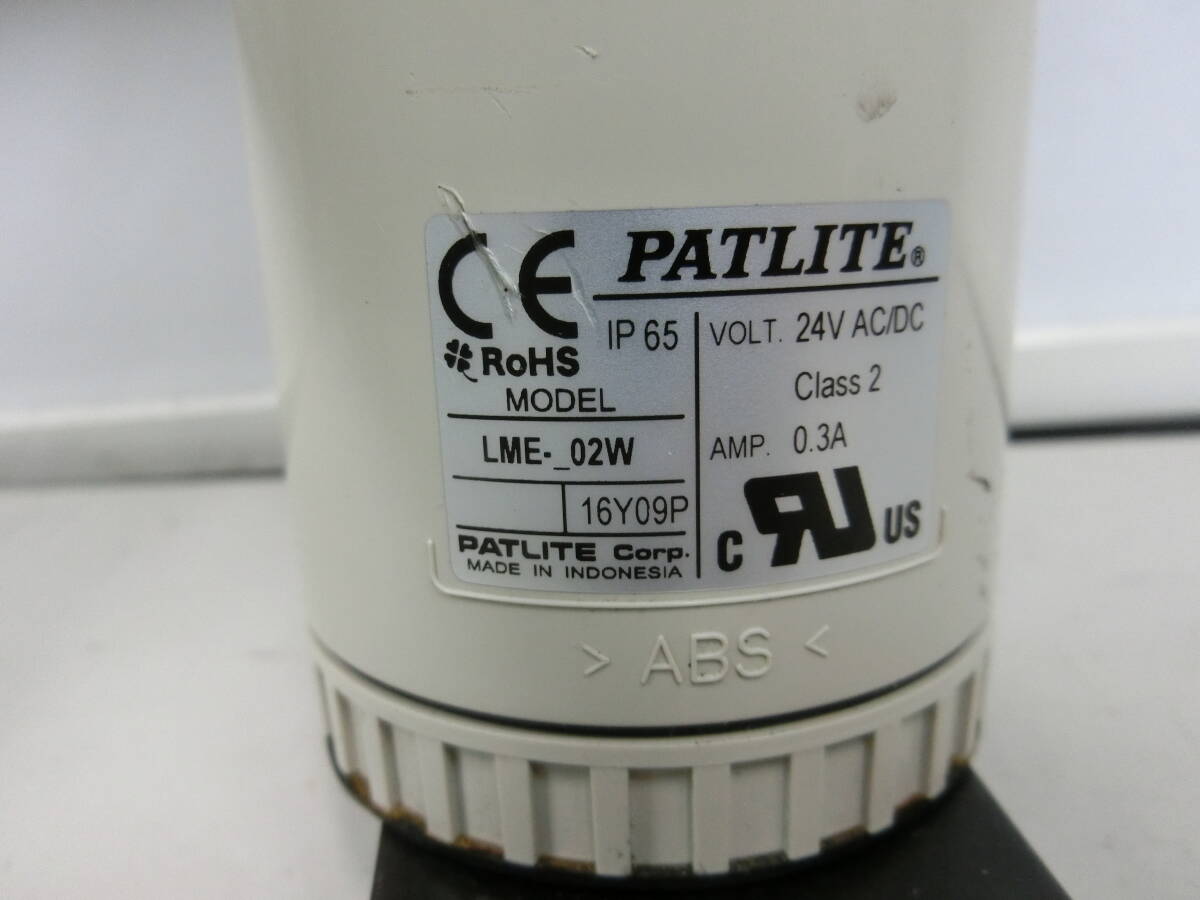 CE PATLITE®
IP 65
RoHS
MODEL
LME-_02W
16Y09P
PATLITE Corp.
MADE IN INDONESIA
VOLT. 24V AC/DC
Class 2
AMP. 0.3A
C RU US
> ABS <